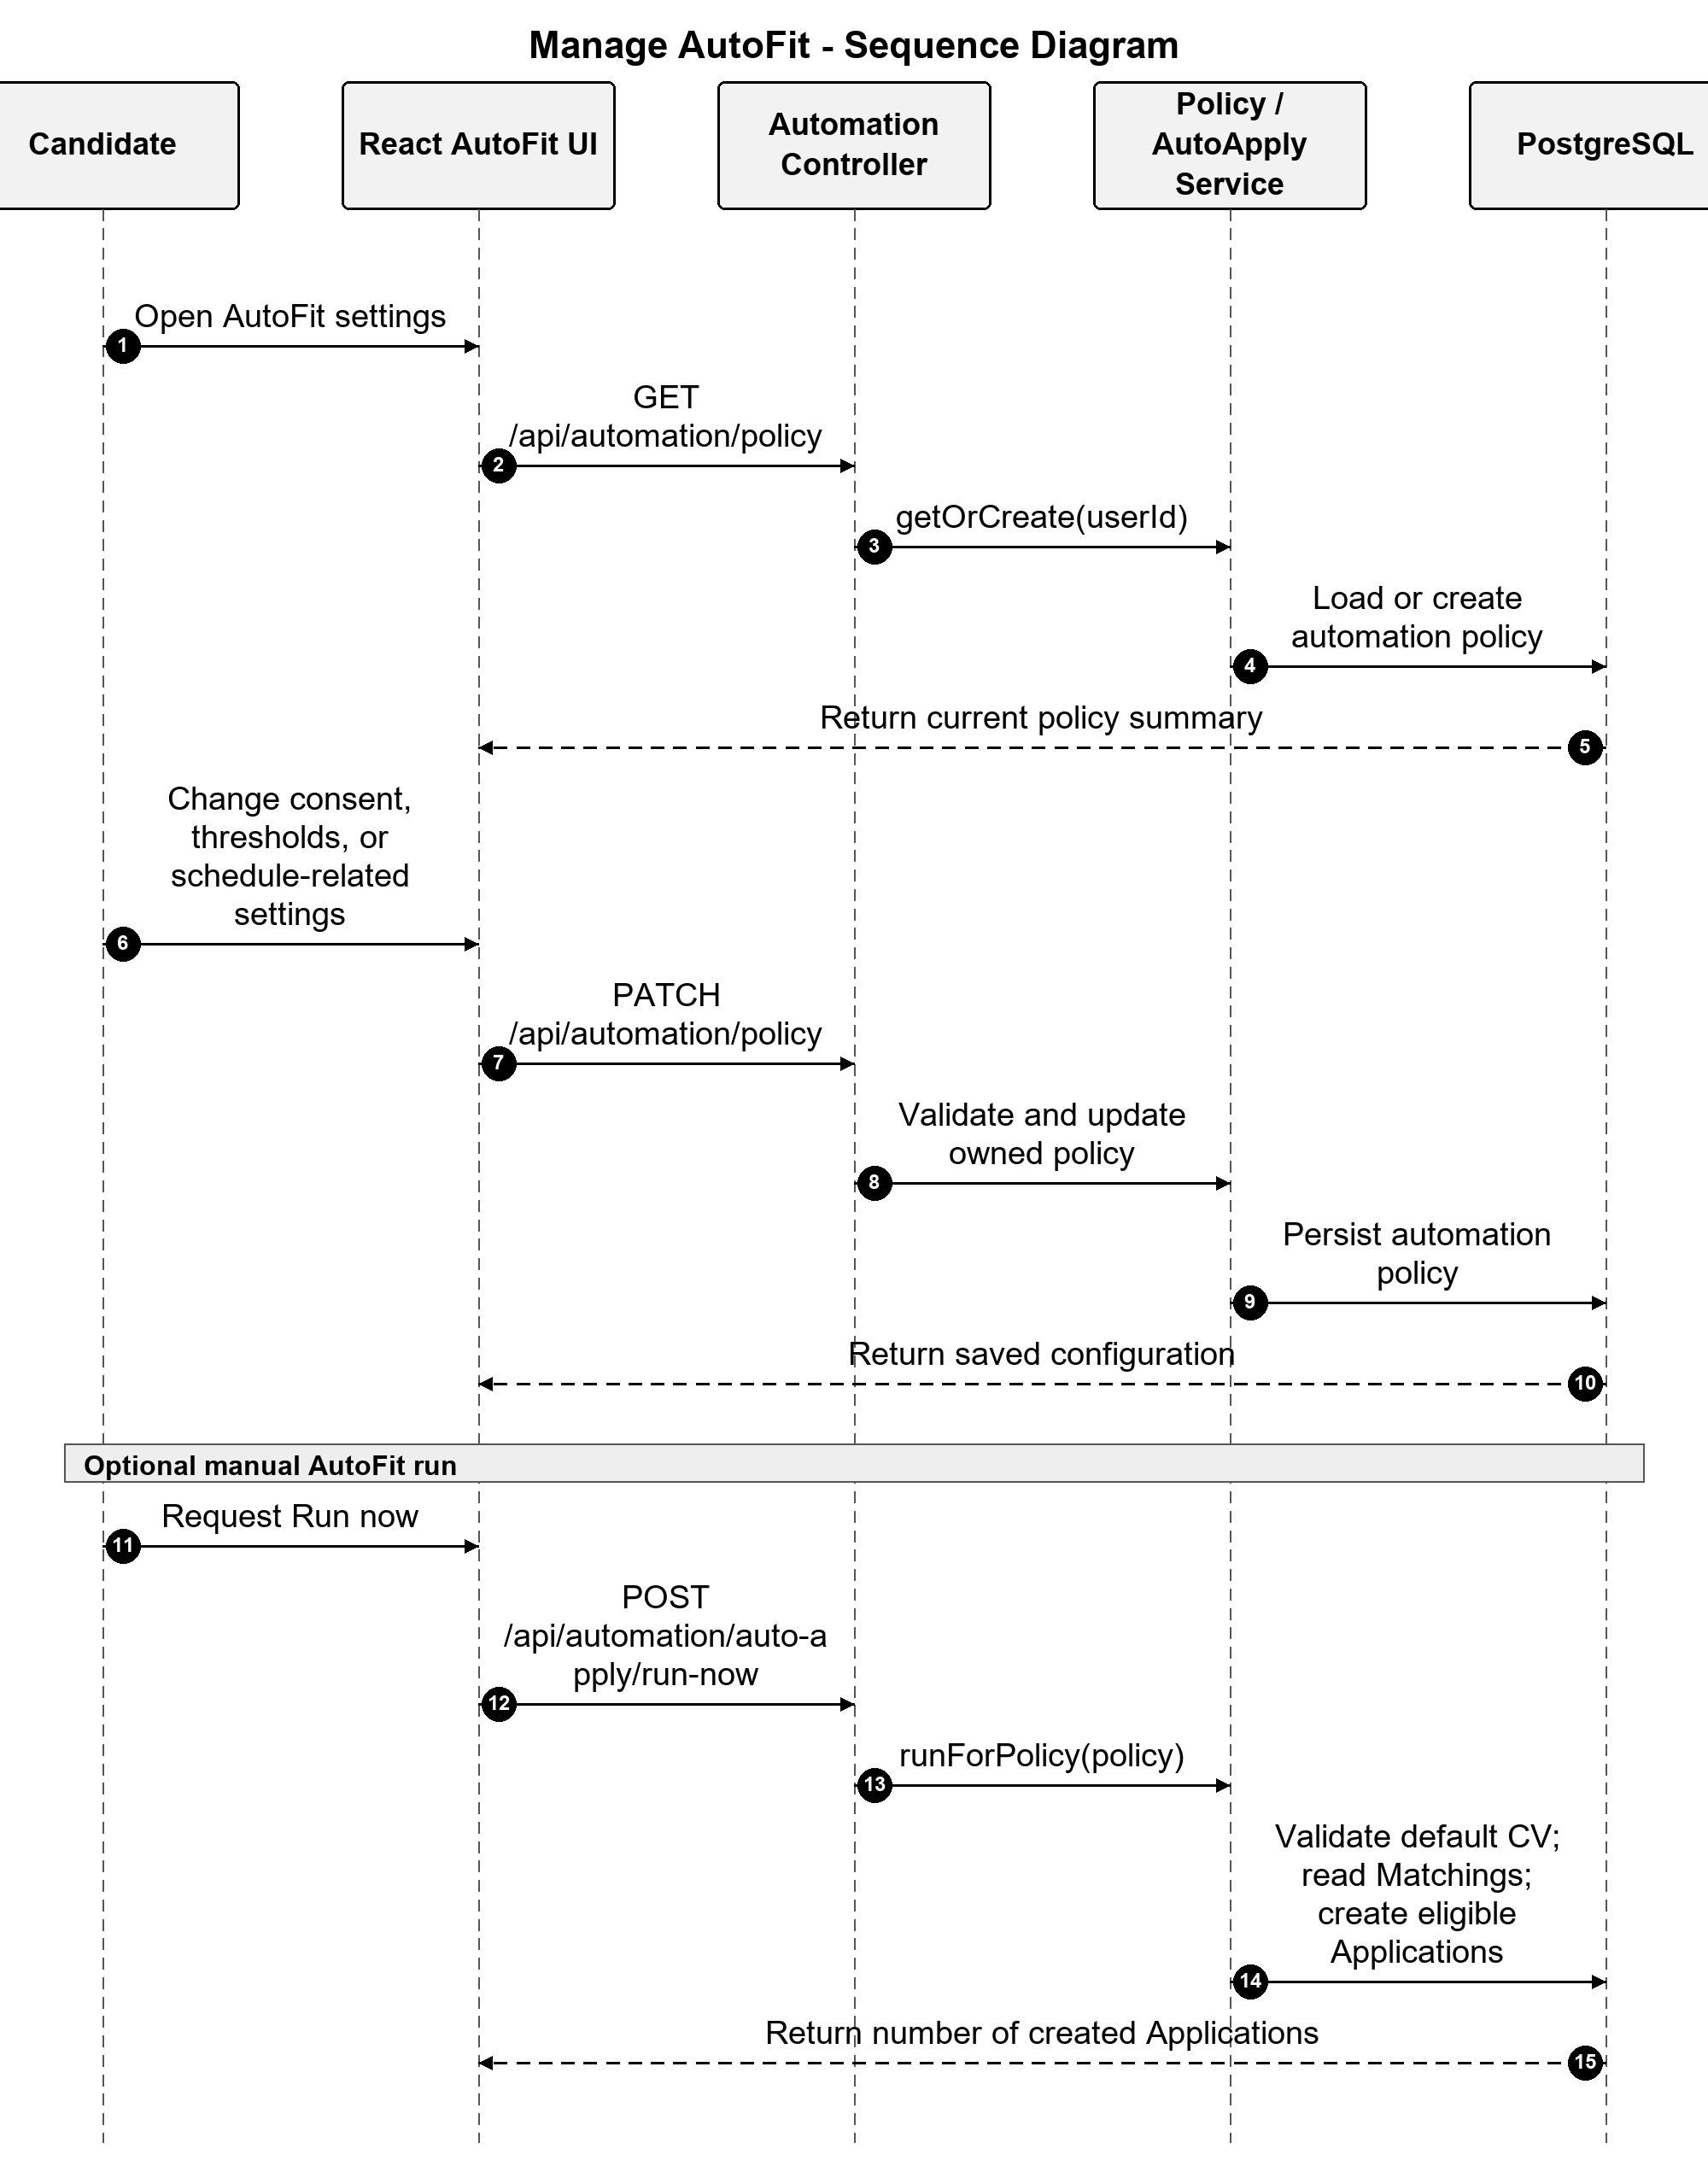 Manage AutoFit - Sequence Diagram
Candidate
React AutoFit UI
Automation
Controller
Policy /
AutoApply
Service
PostgreSQL
Open AutoFit settings
1
GET
/api/automation/policy
2
getOrCreate(userId)
3
Load or create
automation policy
4
Return current policy summary
5
Change consent,
thresholds, or
schedule-related
settings
6
PATCH
/api/automation/policy
7
Validate and update
owned policy
8
Persist automation
policy
9
Return saved configuration
10
Optional manual AutoFit run
Request Run now
11
POST
/api/automation/auto-a
pply/run-now
12
runForPolicy(policy)
13
Validate default CV;
read Matchings;
create eligible
Applications
14
Return number of created Applications
15